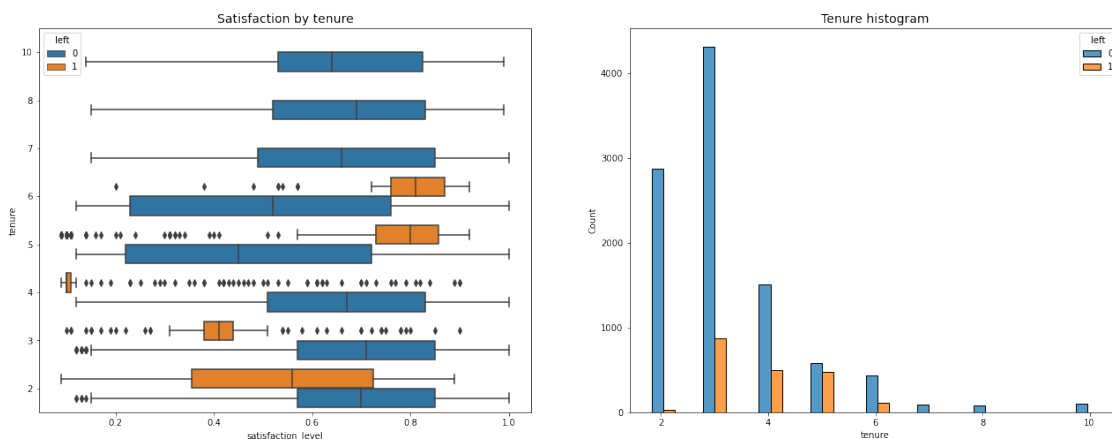 Satisfaction by tenure
left
0
1
10
8
7
6
5
4
3
2
tenure
0.2 0.4 0.6 0.8 1.0
satisfaction_level
Tenure histogram
left
0
1
4000
3000
2000
1000
0
Count
2 4 6 8 10
tenure